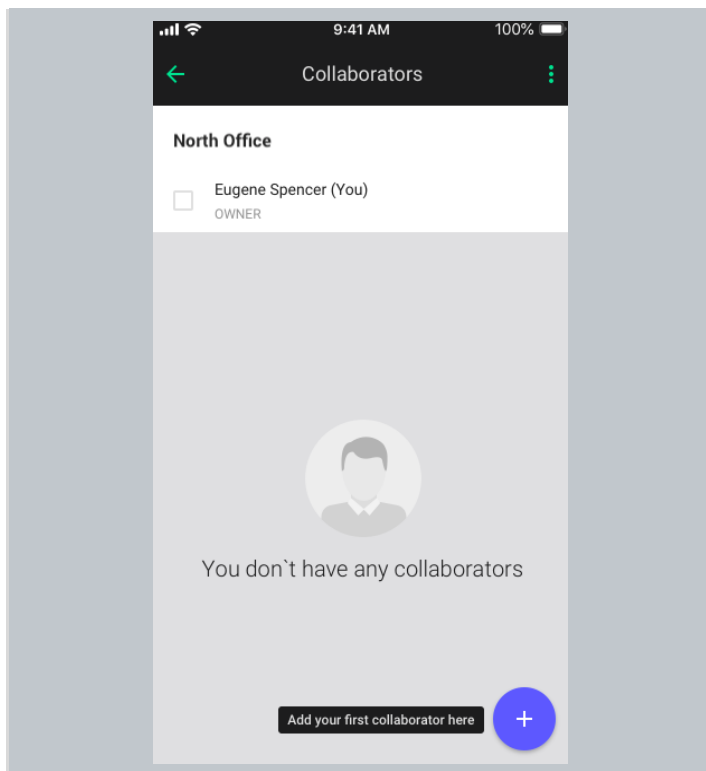 9:41 AM 100%
Collaborators
North Office
Eugene Spencer (You)
OWNER
You don`t have any collaborators
Add your first collaborator here